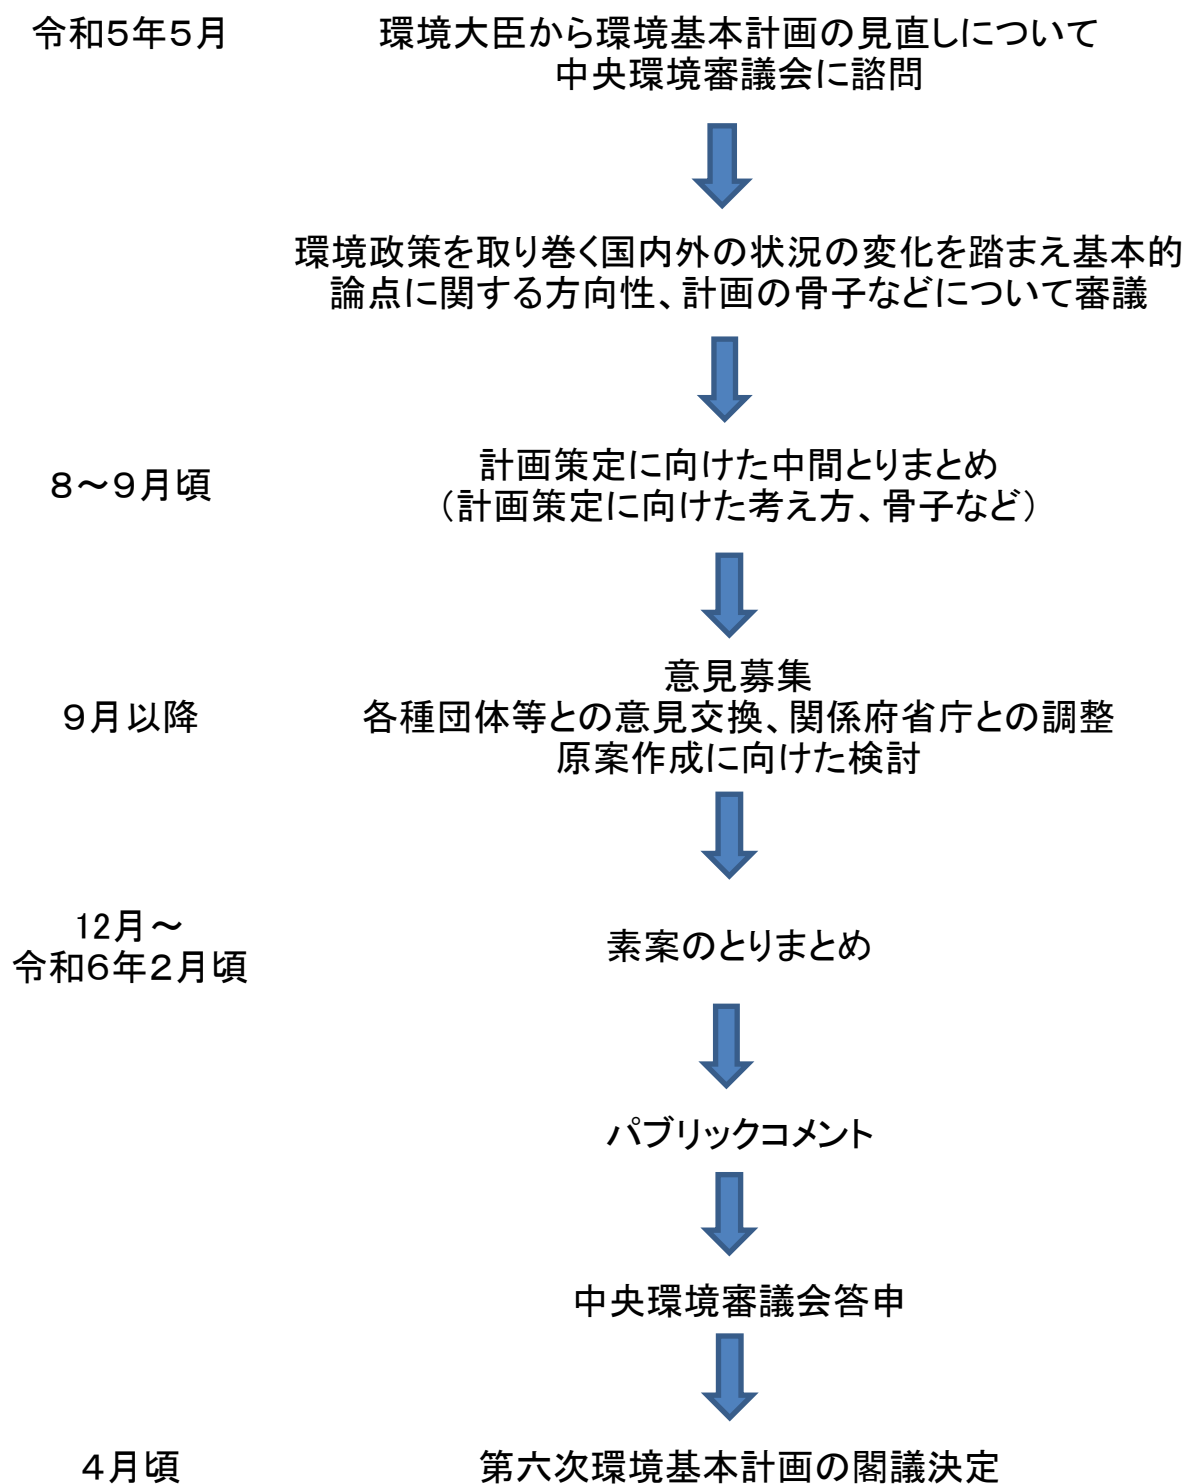 令和５年５月
環境大臣から環境基本計画の見直しについて
中央環境審議会に諮問
環境政策を取り巻く国内外の状況の変化を踏まえ基本的
論点に関する方向性、計画の骨子などについて審議
８～９月頃
計画策定に向けた中間とりまとめ
（計画策定に向けた考え方、骨子など）
９月以降
意見募集
各種団体等との意見交換、関係府省庁との調整
原案作成に向けた検討
12月～
令和６年２月頃
素案のとりまとめ
パブリックコメント
中央環境審議会答申
４月頃
第六次環境基本計画の閣議決定